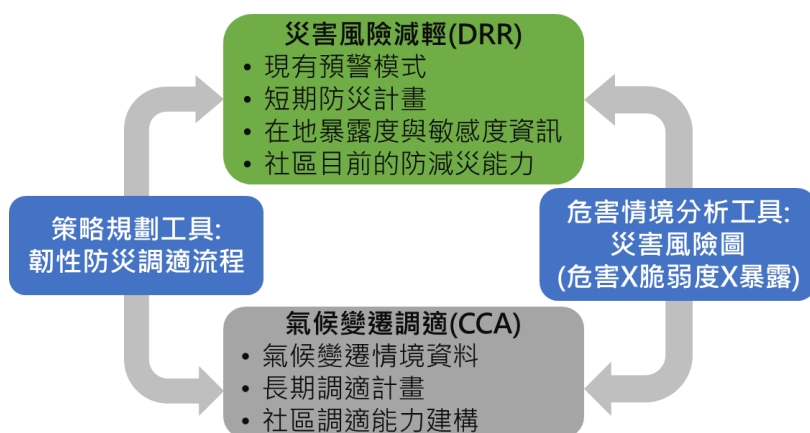 災害風險減輕(DRR)
• 現有預警模式
• 短期防災計畫
• 在地暴露度與敏感度資訊
• 社區目前的防減災能力
策略規劃工具:
韌性防災調適流程
危害情境分析工具:
災害風險圖
(危害X脆弱度X暴露)
氣候變遷調適(CCA)
• 氣候變遷情境資料
• 長期調適計畫
• 社區調適能力建構